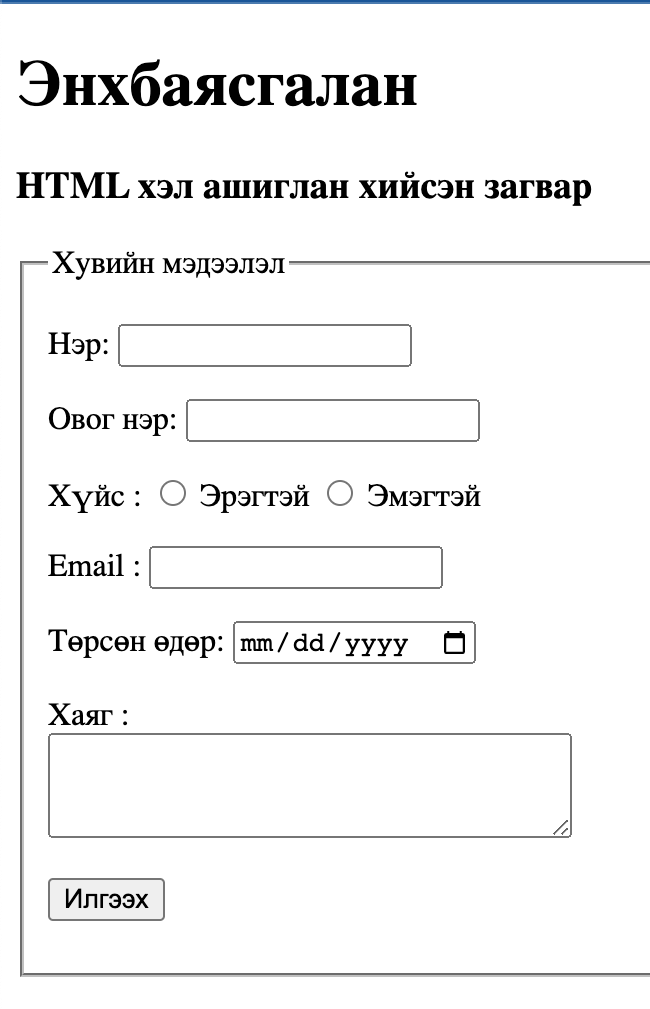 Энхбаясгалан
HTML хэл ашиглан хийсэн загвар
Хувийн мэдээлэл
Нэр:
Овог нэр:
Хүйс : Эрэгтэй Эмэгтэй
Email :
Төрсөн өдөр: mm/dd/yyyy
Хаяг :
Илгээх